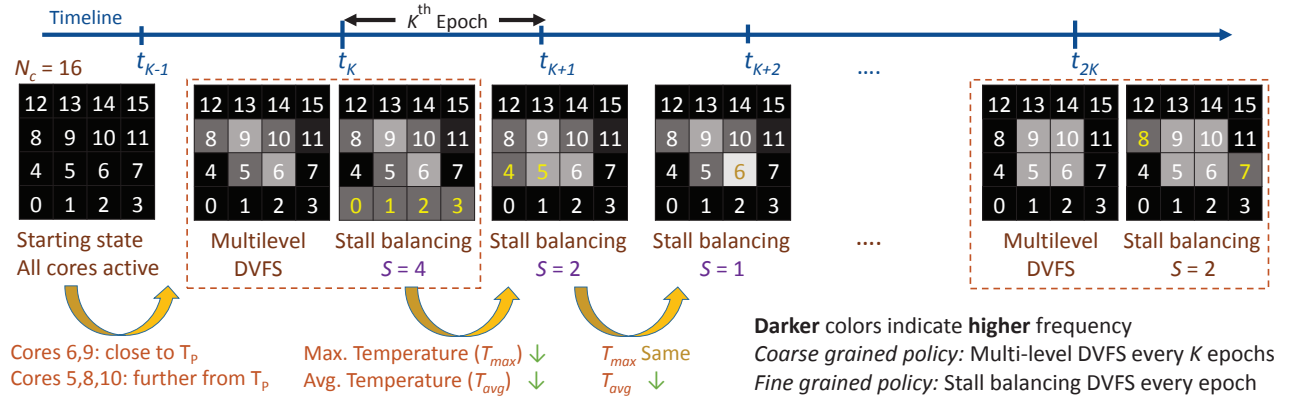 Timeline
K^th Epoch
t_{K-1} t_K t_{K+1} t_{K+2} .... t_{2K}
N_c = 16
12 13 14 15 12 13 14 15 12 13 14 15 12 13 14 15 12 13 14 15 12 13 14 15 12 13 14 15
8 9 10 11 8 9 10 11 8 9 10 11 8 9 10 11 8 9 10 11 8 9 10 11 8 9 10 11
4 5 6 7 4 5 6 7 4 5 6 7 4 5 6 7 4 5 6 7 4 5 6 7 4 5 6 7
0 1 2 3 0 1 2 3 0 1 2 3 0 1 2 3 0 1 2 3 0 1 2 3 0 1 2 3
Starting state Multilevel Stall balancing Stall balancing Stall balancing .... Multilevel Stall balancing
All cores active DVFS S = 4 S = 2 S = 1 DVFS S = 2
Cores 6,9: close to T_P
Cores 5,8,10: further from T_P
Max. Temperature (T_max) ↓
Avg. Temperature (T_avg) ↓
T_max Same
T_avg ↓
Darker colors indicate higher frequency
Coarse grained policy: Multi-level DVFS every K epochs
Fine grained policy: Stall balancing DVFS every epoch